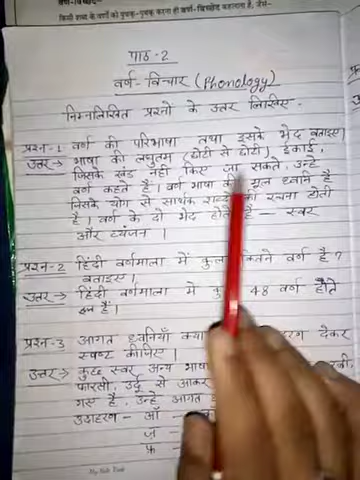 किसी शब्द के वर्णों को पृथक्-पृथक् करना ही वर्ण-विच्छेद कहलाता है, जैसे-
पाठ-2
वर्ण-विचार (Phonology)
निम्नलिखित प्रश्नों के उत्तर लिखिए-
प्रश्न-1 वर्ण की परिभाषा तथा इसके भेद बताइए।
उत्तर→ भाषा की लघुतम (छोटी से छोटी) इकाई,
जिसके खंड नहीं किए जा सकते, उन्हें
वर्ण कहते हैं। वर्ण भाषा की मूल ध्वनि है
जिसके योग से सार्थक शब्दों की रचना होती
है। वर्ण के दो भेद होते हैं - स्वर
और व्यंजन।
प्रश्न-2 हिंदी वर्णमाला में कुल कितने वर्ण है?
बताइए।
उत्तर→ हिंदी वर्णमाला में 48 वर्ण होते
हैं।
प्रश्न-3 आगत ध्वनियाँ क्या देकर
स्पष्ट कीजिए।
उत्तर→ कुछ स्वर अन्य भाषा
फारसी, उर्दू से आकर
गए है, उन्हें आगत
उदाहरण- ऑ -
ज़ -
फ़ -